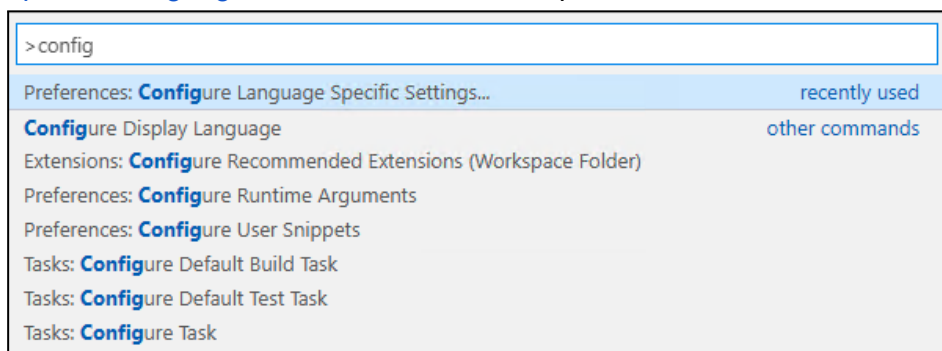 >config
Preferences: Configure Language Specific Settings... recently used
Configure Display Language other commands
Extensions: Configure Recommended Extensions (Workspace Folder)
Preferences: Configure Runtime Arguments
Preferences: Configure User Snippets
Tasks: Configure Default Build Task
Tasks: Configure Default Test Task
Tasks: Configure Task